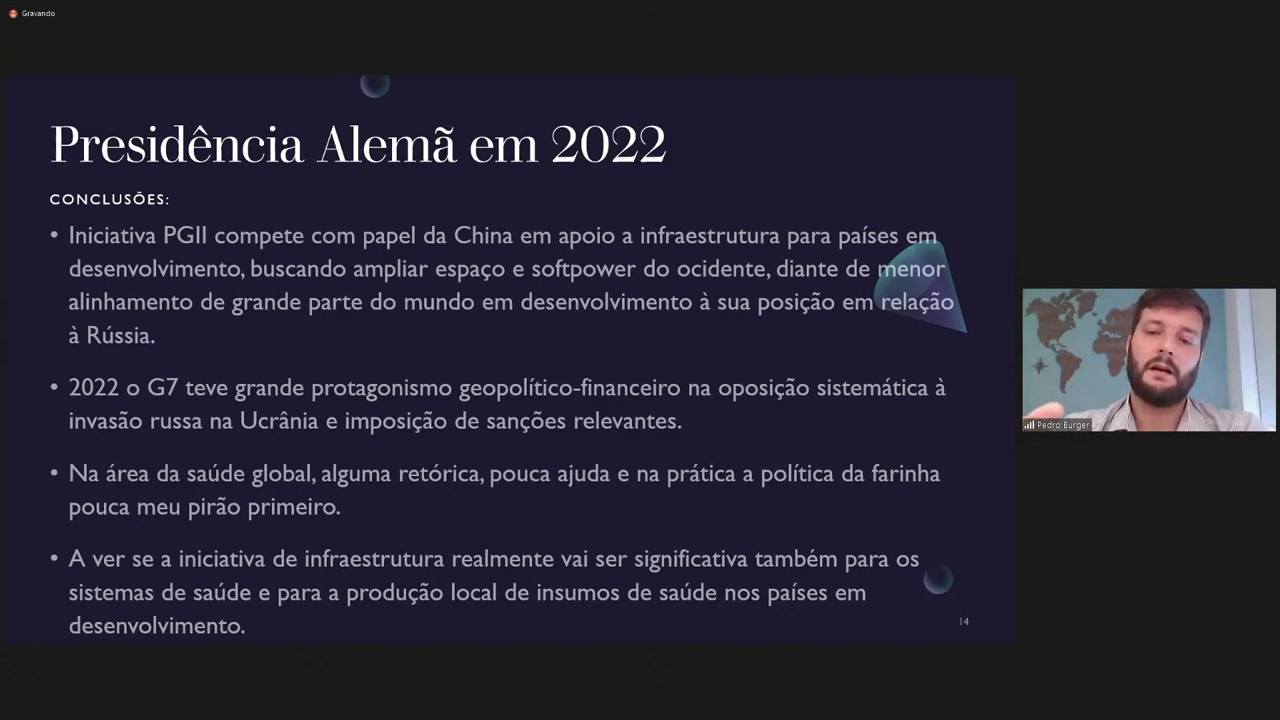 Gravando
Presidência Alemã em 2022
CONCLUSÕES:
• Iniciativa PGII compete com papel da China em apoio a infraestrutura para países em
desenvolvimento, buscando ampliar espaço e softpower do ocidente, diante de menor
alinhamento de grande parte do mundo em desenvolvimento à sua posição em relação
à Rússia.
• 2022 o G7 teve grande protagonismo geopolítico-financeiro na oposição sistemática à
invasão russa na Ucrânia e imposição de sanções relevantes.
• Na área da saúde global, alguma retórica, pouca ajuda e na prática a política da farinha
pouca meu pirão primeiro.
• A ver se a iniciativa de infraestrutura realmente vai ser significativa também para os
sistemas de saúde e para a produção local de insumos de saúde nos países em
desenvolvimento.
14
Pedro Burger